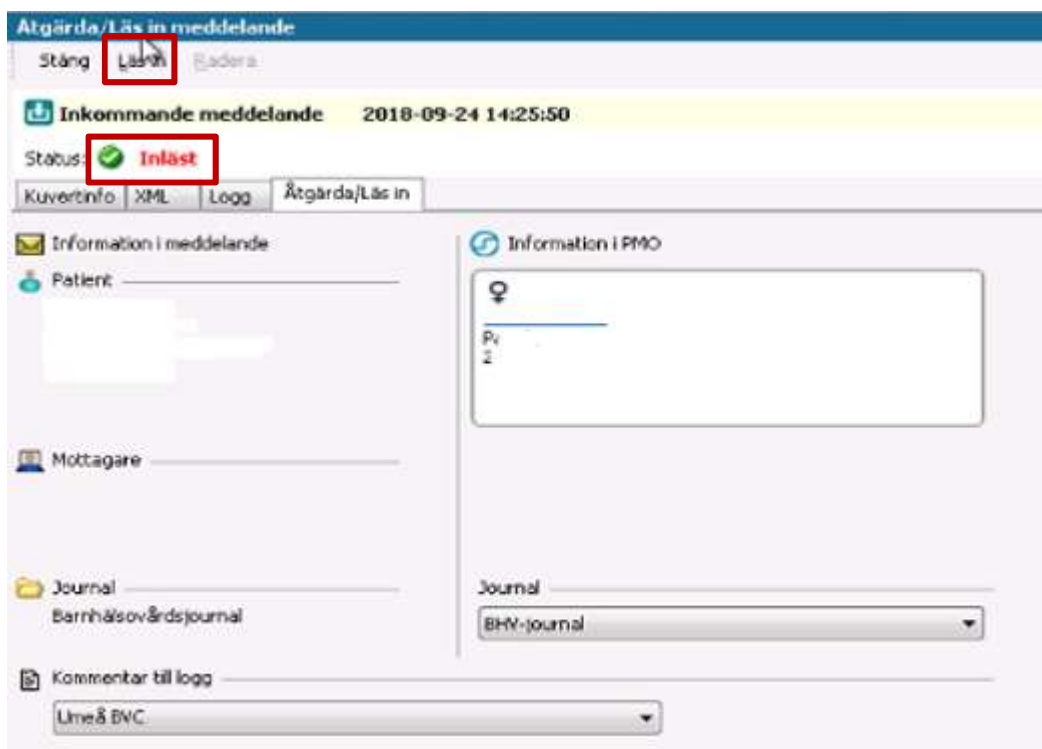 Åtgärda/Läs in meddelande
Stäng Läs in Radera
Inkommande meddelande 2018-09-24 14:25:50
Status: Inläst
Kuvertinfo XML Logg Åtgärda/Läs in
Information i meddelande
Information i PMO
Patient
Mottagare
Journal
Barnhälsovårdsjournal
Journal
BHV-journal
Kommentar till logg
Umeå BVC